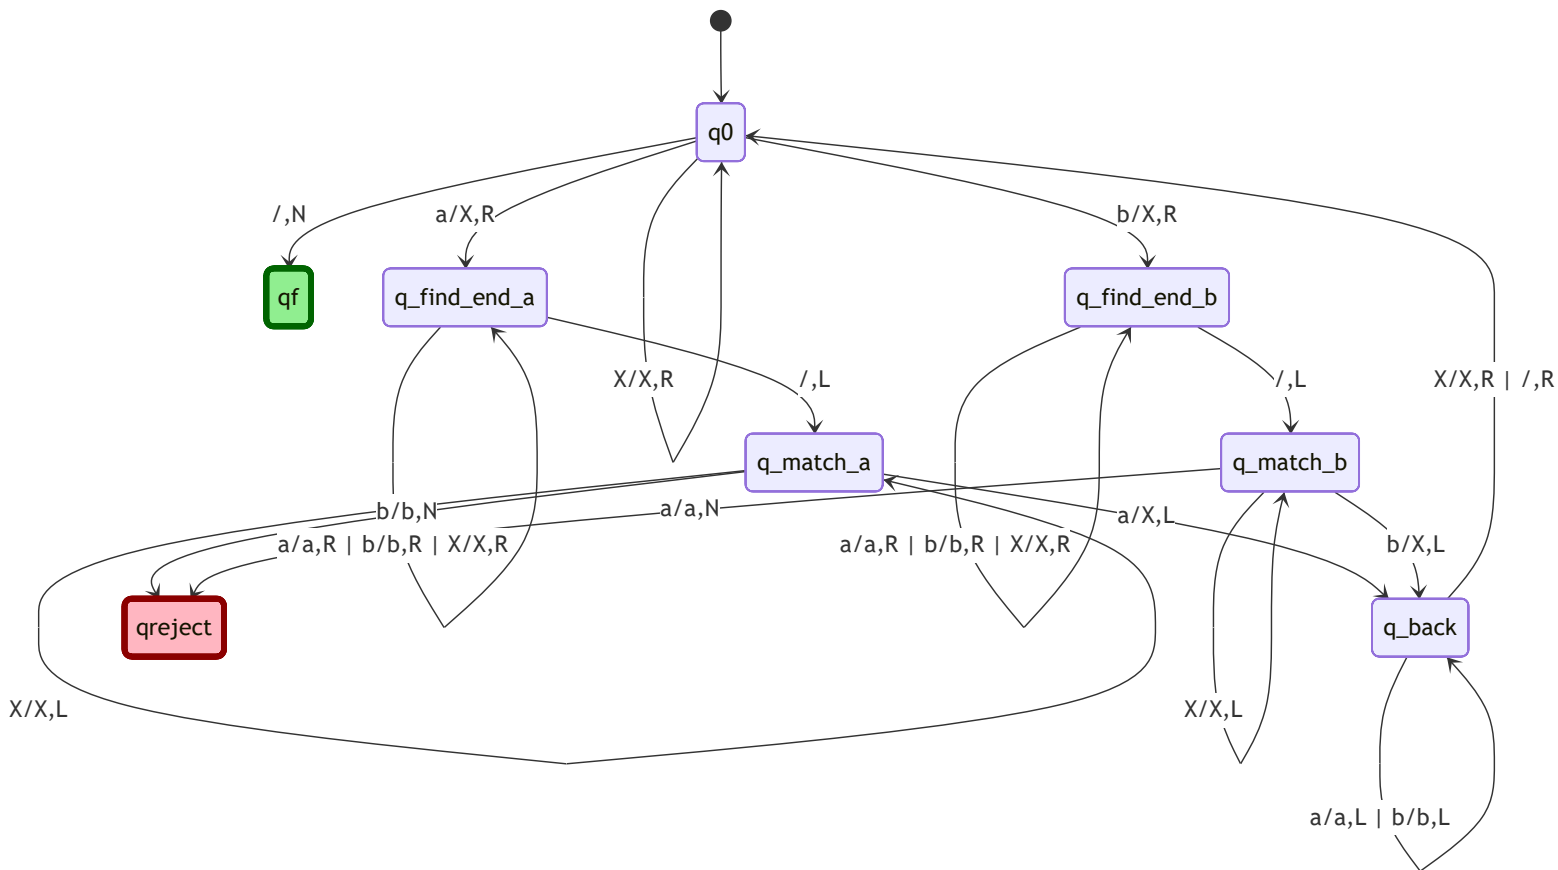 q0
/,N
a/X,R
b/X,R
qf
q_find_end_a
q_find_end_b
X/X,R
/,L
/,L
X/X,R | /,R
q_match_a
q_match_b
b/b,N
a/a,N
a/X,L
a/a,R | b/b,R | X/X,R
a/a,R | b/b,R | X/X,R
b/X,L
qreject
q_back
X/X,L
X/X,L
a/a,L | b/b,L